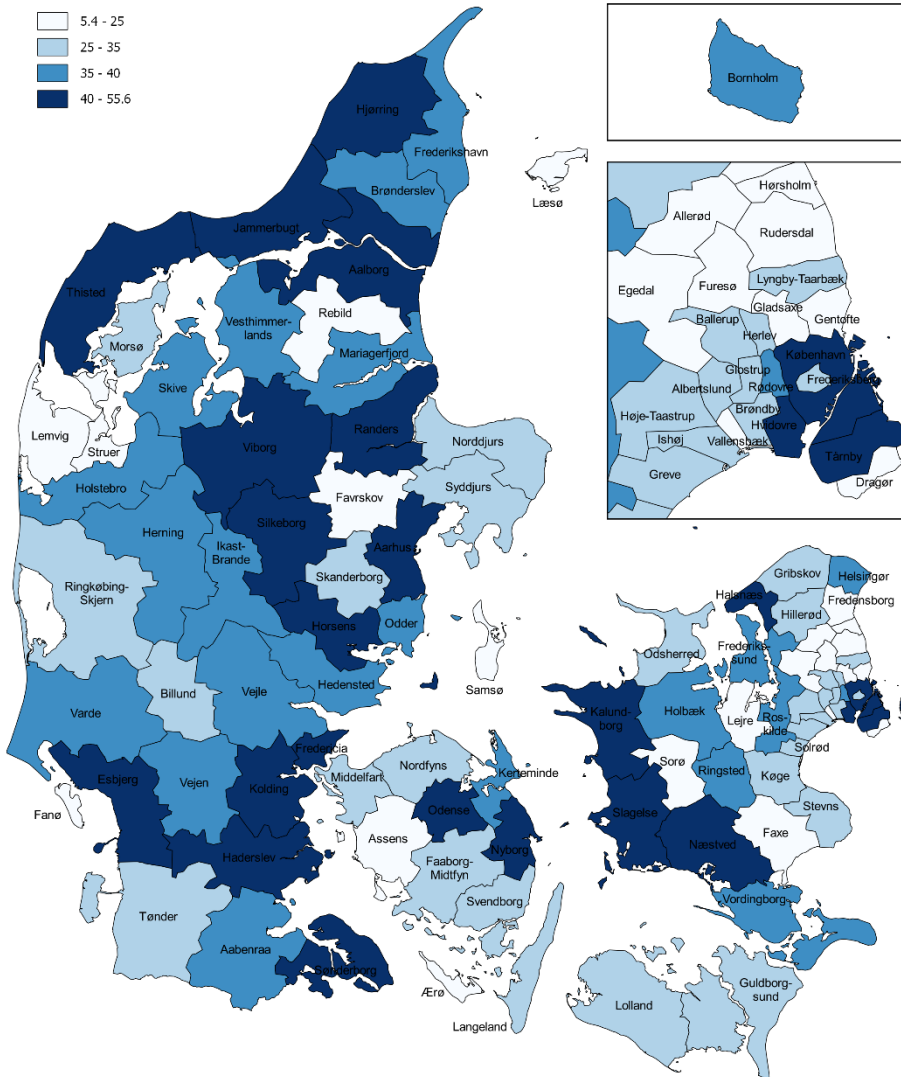 5.4 - 25
25 - 35
35 - 40
40 - 55.6
Bornholm
Hjørring
Frederikshavn
Brønderslev
Læsø
Jammerbugt
Aalborg
Thisted
Rebild
Vesthimmer-
lands
Morsø
Mariagerfjord
Skive
Lemvig
Struer
Viborg
Randers
Norddjurs
Holstebro
Favrskov
Syddjurs
Herning
Silkeborg
Ikast-
Brande
Aarhus
Skanderborg
Ringkøbing-
Skjern
Horsens
Odder
Samsø
Hedensted
Billund
Vejle
Varde
Fredericia
Esbjerg
Vejen
Kolding
Fanø
Haderslev
Tønder
Aabenraa
Sønderborg
Middelfart
Nordfyns
Kerteminde
Odense
Assens
Nyborg
Faaborg-
Midtfyn
Svendborg
Ærø
Langeland
Hørsholm
Allerød
Rudersdal
Egedal
Furesø
Lyngby-Taarbæk
Gladsaxe
Gentofte
Ballerup
Herlev
København
Glostrup
Frederiksberg
Albertslund
Rødovre
Høje-Taastrup
Brøndby
Hvidovre
Ishøj
Vallensbæk
Tårnby
Greve
Dragør
Gribskov
Helsingør
Halsnæs
Fredensborg
Hillerød
Odsherred
Frederiks-
sund
Kalund-
borg
Holbæk
Lejre
Ros-
kilde
Solrød
Sorø
Ringsted
Køge
Stevns
Slagelse
Næstved
Faxe
Vordingborg
Guldborg-
sund
Lolland